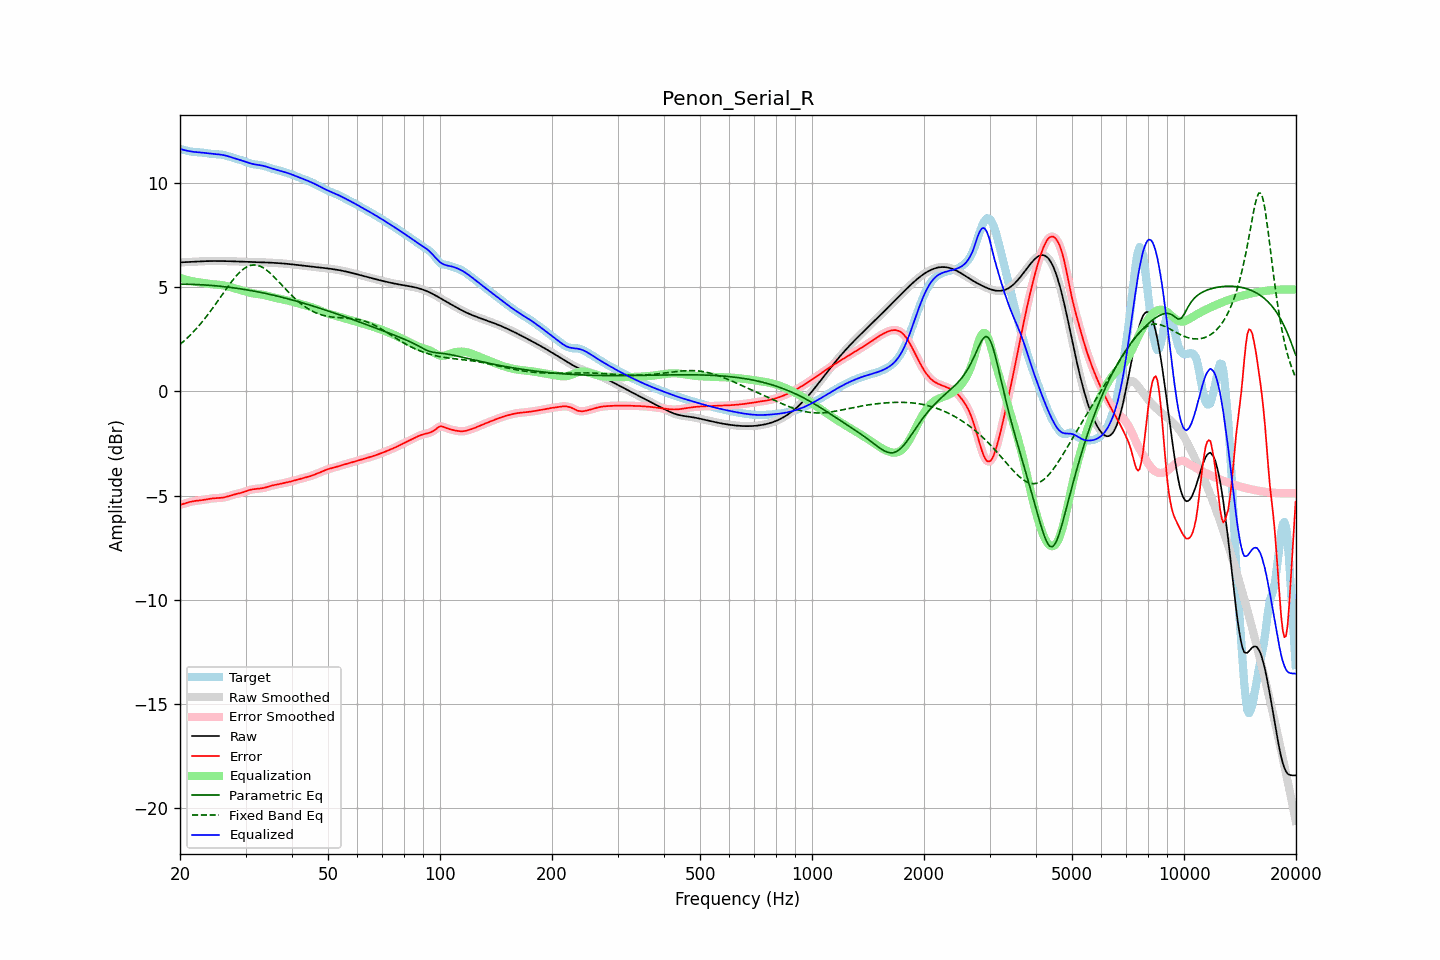 Penon_Serial_R
Amplitude (dBr)
10
5
0
−5
−10
−15
−20
Target
Raw Smoothed
Error Smoothed
Raw
Error
Equalization
Parametric Eq
Fixed Band Eq
Equalized
20 50 100 200 500 1000 2000 5000 10000 20000
Frequency (Hz)